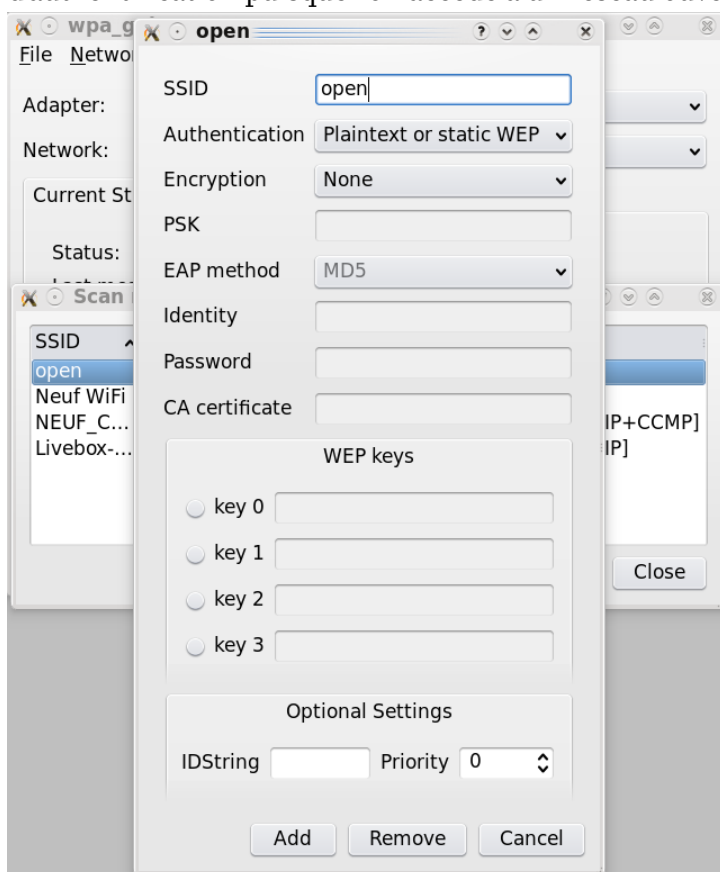 wpa_g
open
File Networ
SSID open
Adapter:
Authentication Plaintext or static WEP
Network:
Encryption None
Current St
PSK
Status:
EAP method MD5
Scan
Identity
SSID
Password
open
Neuf WiFi
CA certificate
NEUF_C... IP+CCMP]
Livebox-... IP]
WEP keys
key 0
key 1
Close
key 2
key 3
Optional Settings
IDString Priority 0
Add Remove Cancel